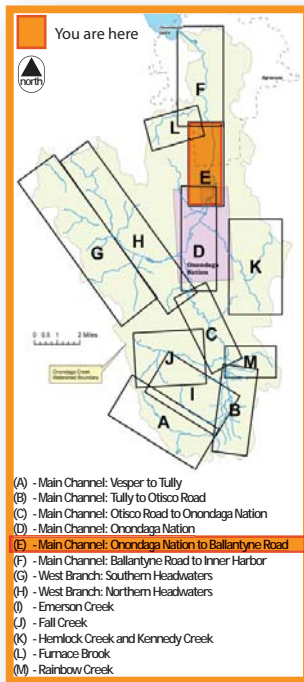 You are here
north
F
L
E
D
Onondaga
Nation
K
G
H
C
M
J
I
B
A
0 0.5 1 2 Miles
Onondaga Creek
Watershed Boundary
(A) - Main Channel: Vesper to Tully
(B) - Main Channel: Tully to Otisco Road
(C) - Main Channel: Otisco Road to Onondaga Nation
(D) - Main Channel: Onondaga Nation
(E) - Main Channel: Onondaga Nation to Ballantyne Road
(F) - Main Channel: Ballantyne Road to Inner Harbor
(G) - West Branch: Southern Headwaters
(H) - West Branch: Northern Headwaters
(I) - Emerson Creek
(J) - Fall Creek
(K) - Hemlock Creek and Kennedy Creek
(L) - Furnace Brook
(M) - Rainbow Creek